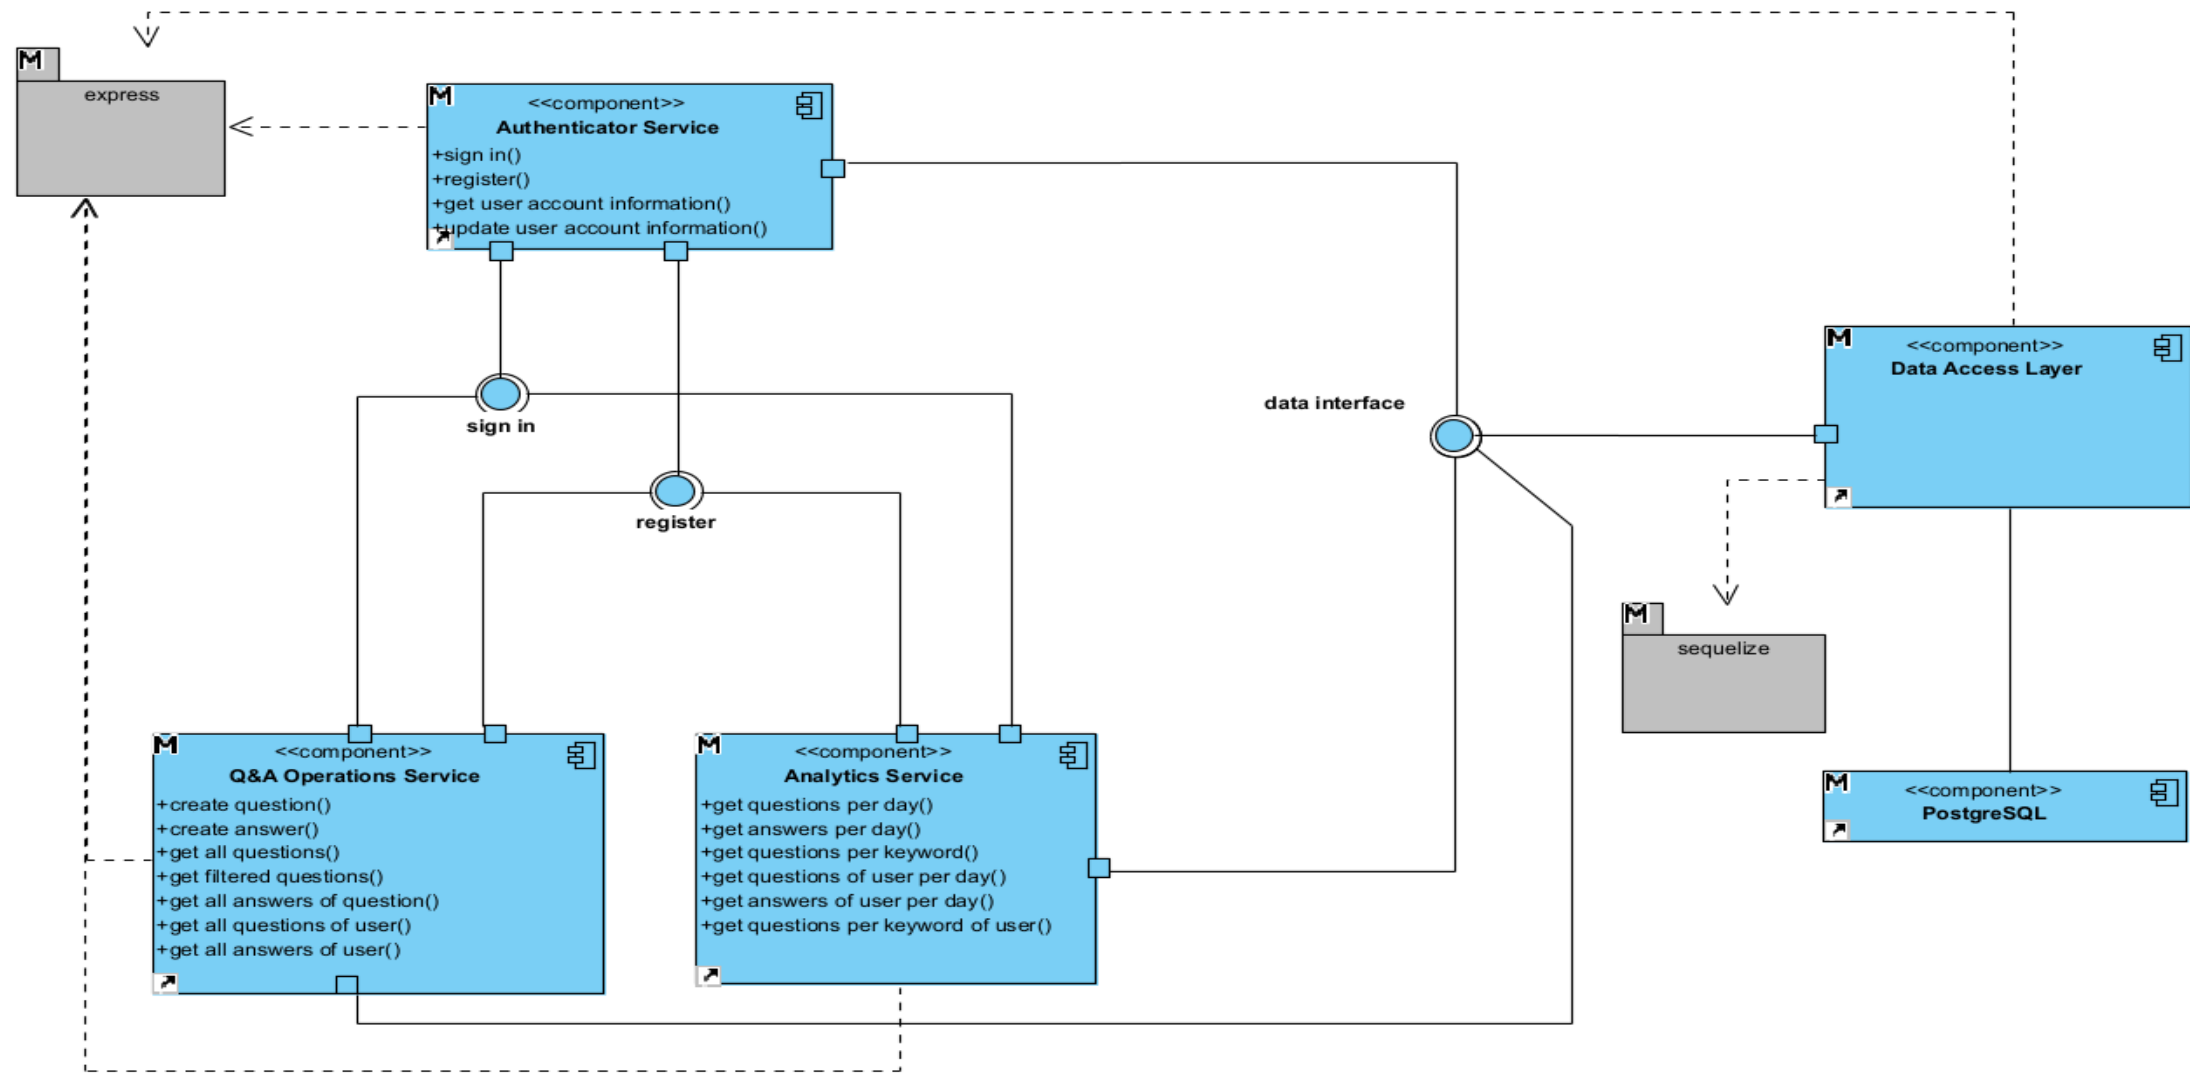 M
express
M
<<component>>
Authenticator Service
+sign in()
+register()
+get user account information()
+update user account information()
sign in
register
data interface
M
<<component>>
Data Access Layer
M
sequelize
M
<<component>>
PostgreSQL
M
<<component>>
Q&A Operations Service
+create question()
+create answer()
+get all questions()
+get filtered questions()
+get all answers of question()
+get all questions of user()
+get all answers of user()
M
<<component>>
Analytics Service
+get questions per day()
+get answers per day()
+get questions per keyword()
+get questions of user per day()
+get answers of user per day()
+get questions per keyword of user()